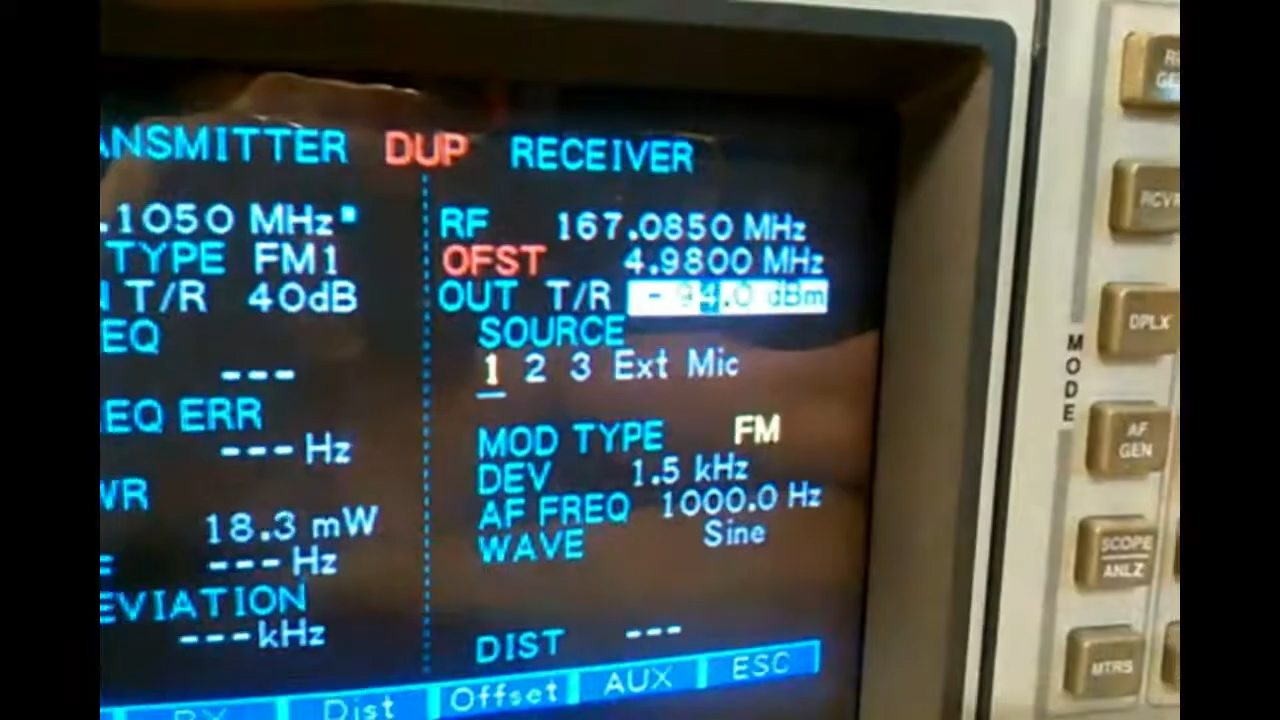 ANSMITTER DUP RECEIVER
.1050 MHz
TYPE FM1
T/R 40dB
EQ
---
EQ ERR
--- Hz
WR
18.3 mW
--- Hz
EVIATION
---kHz
RF 167.0850 MHz
OFST 4.9800 MHz
OUT T/R - 94.0 dBm
SOURCE
1 2 3 Ext Mic
MOD TYPE FM
DEV 1.5 kHz
AF FREQ 1000.0 Hz
WAVE Sine
DIST ---
RX Dist Offset AUX ESC
MODE
RCVR
DPLX
AF
GEN
SCOPE
ANLZ
MTRS